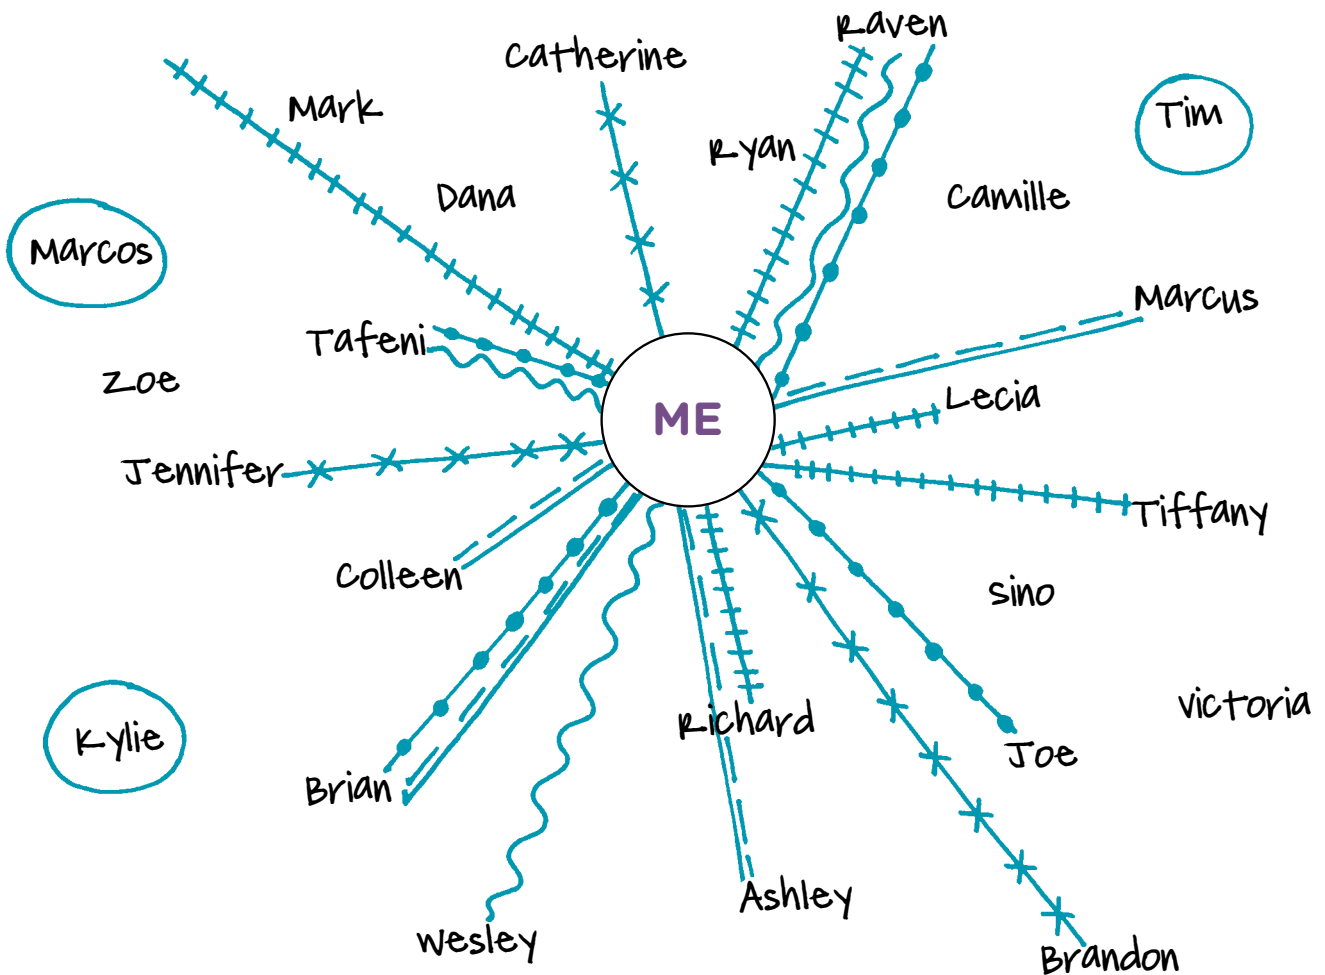 Raven
Catherine
Mark
Tim
Ryan
Dana
Camille
Marcos
Marcus
Tafeni
Zoe
Lecia
ME
Jennifer
Tiffany
Colleen
Sino
Victoria
Richard
Kylie
Joe
Brian
Ashley
Wesley
Brandon